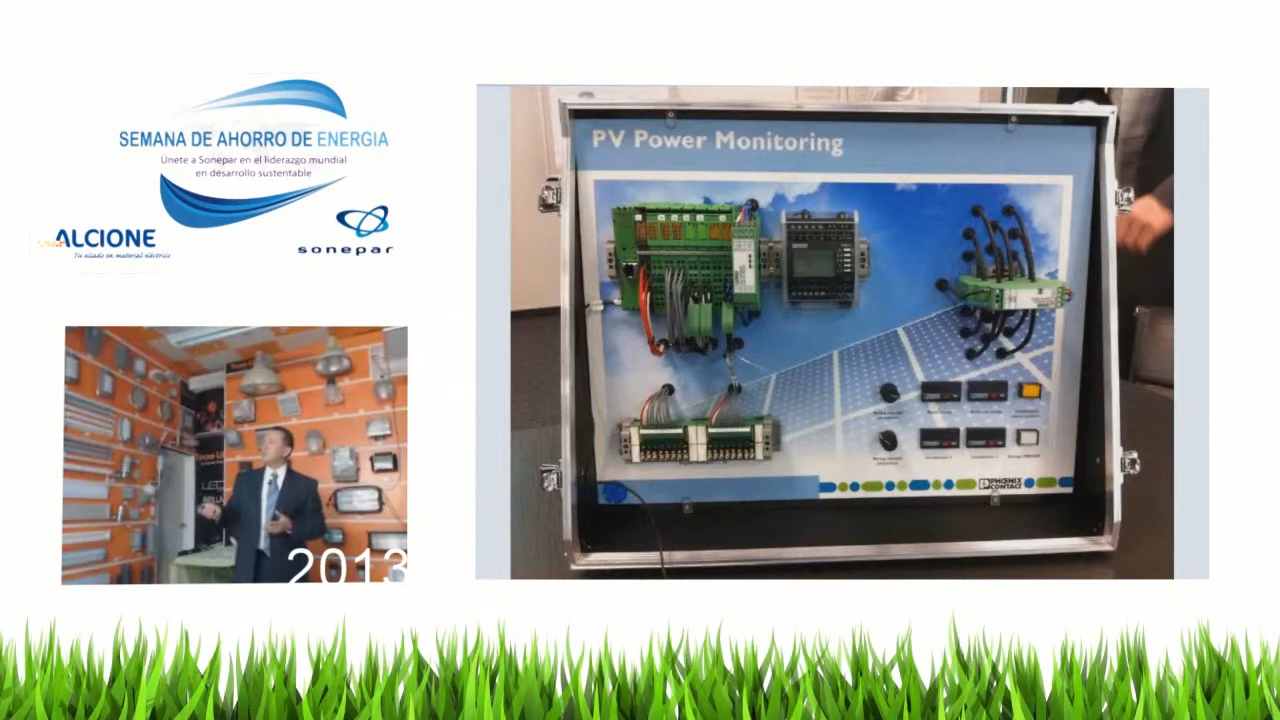 SEMANA DE AHORRO DE ENERGIA
Únete a Sonepar en el liderazgo mundial
en desarrollo sustentable
ALCIONE
Tu aliado en material eléctrico
sonepar
2013
PV Power Monitoring
PHOENIX
CONTACT